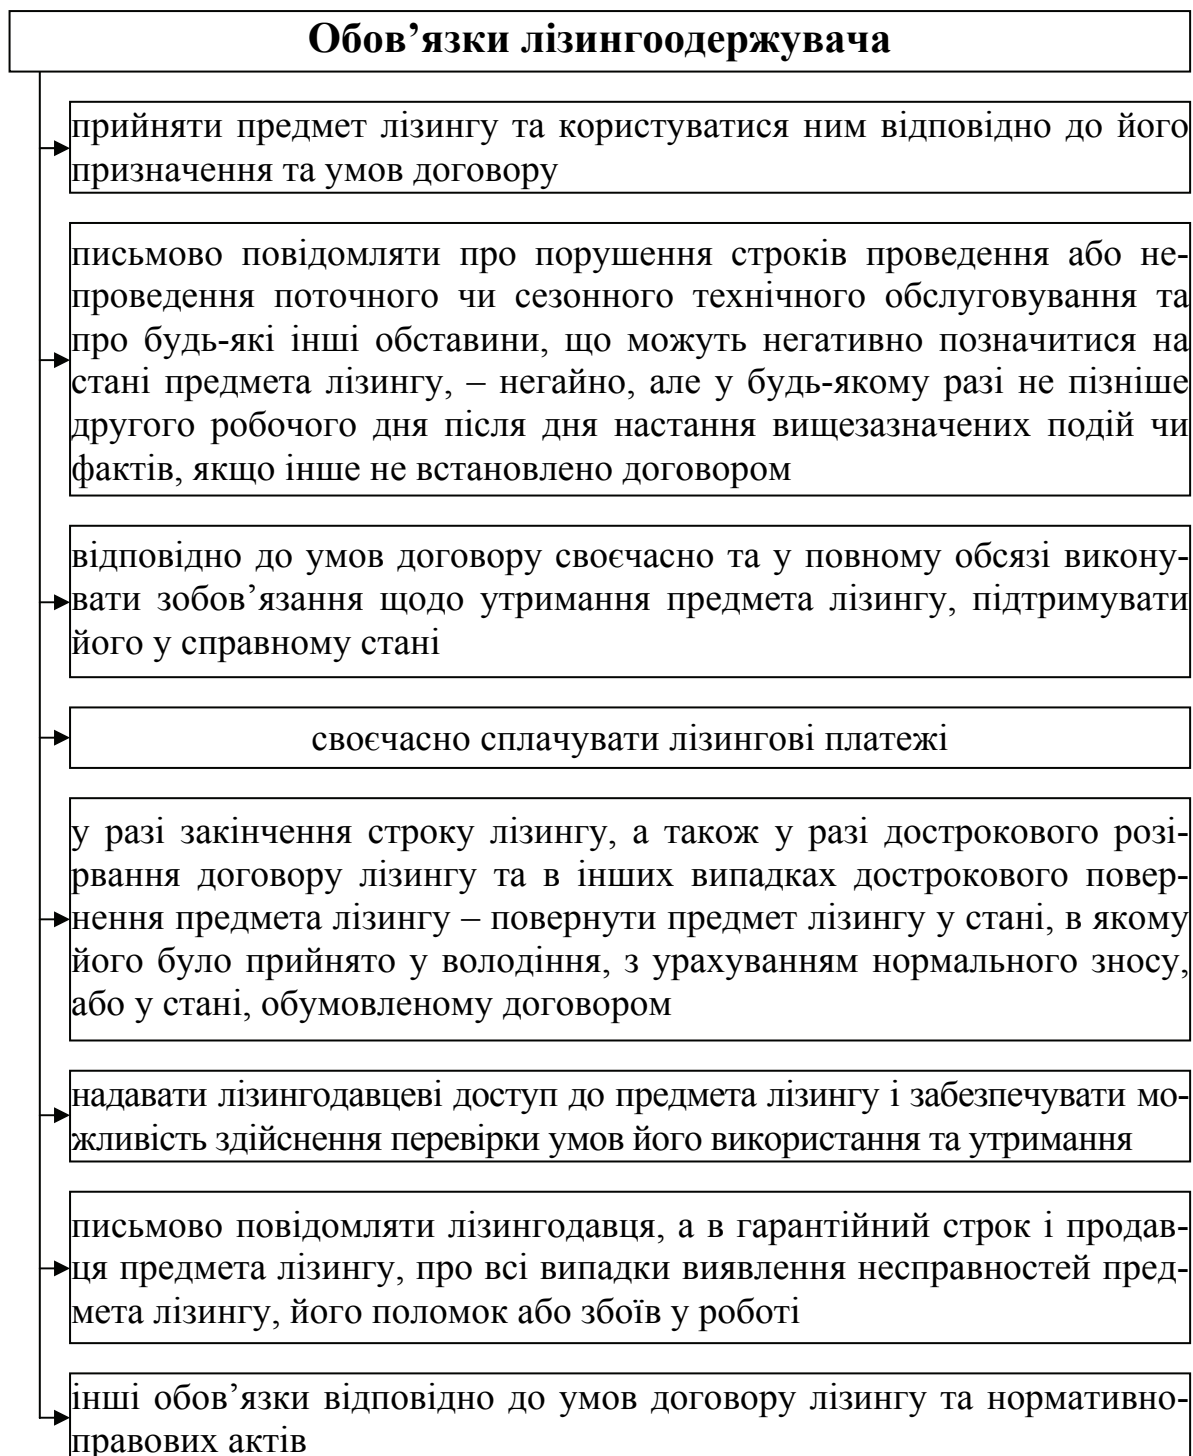 Обов’язки лізингоодержувача
прийняти предмет лізингу та користуватися ним відповідно до його
призначення та умов договору
письмово повідомляти про порушення строків проведення або не-
проведення поточного чи сезонного технічного обслуговування та
про будь-які інші обставини, що можуть негативно позначитися на
стані предмета лізингу, – негайно, але у будь-якому разі не пізніше
другого робочого дня після дня настання вищезазначених подій чи
фактів, якщо інше не встановлено договором
відповідно до умов договору своєчасно та у повному обсязі викону-
вати зобов’язання щодо утримання предмета лізингу, підтримувати
його у справному стані
своєчасно сплачувати лізингові платежі
у разі закінчення строку лізингу, а також у разі дострокового розі-
рвання договору лізингу та в інших випадках дострокового повер-
нення предмета лізингу – повернути предмет лізингу у стані, в якому
його було прийнято у володіння, з урахуванням нормального зносу,
або у стані, обумовленому договором
надавати лізингодавцеві доступ до предмета лізингу і забезпечувати мо-
жливість здійснення перевірки умов його використання та утримання
письмово повідомляти лізингодавця, а в гарантійний строк і продав-
ця предмета лізингу, про всі випадки виявлення несправностей пред-
мета лізингу, його поломок або збоїв у роботі
інші обов’язки відповідно до умов договору лізингу та нормативно-
правових актів